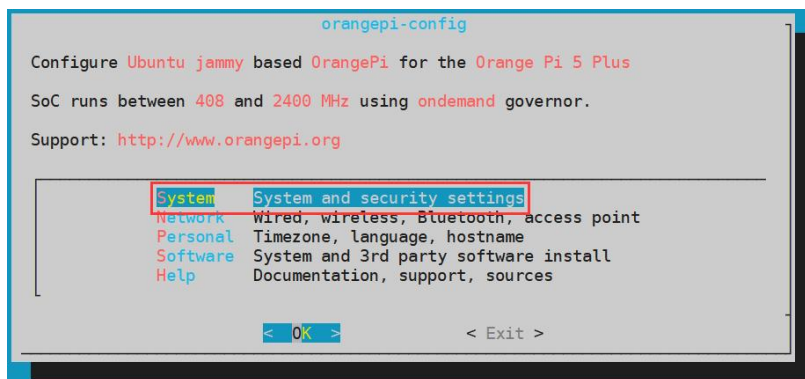 orangepi-config
Configure Ubuntu jammy based OrangePi for the Orange Pi 5 Plus
SoC runs between 408 and 2400 MHz using ondemand governor.
Support: http://www.orangepi.org
System System and security settings
Network Wired, wireless, Bluetooth, access point
Personal Timezone, language, hostname
Software System and 3rd party software install
Help Documentation, support, sources
< OK > < Exit >